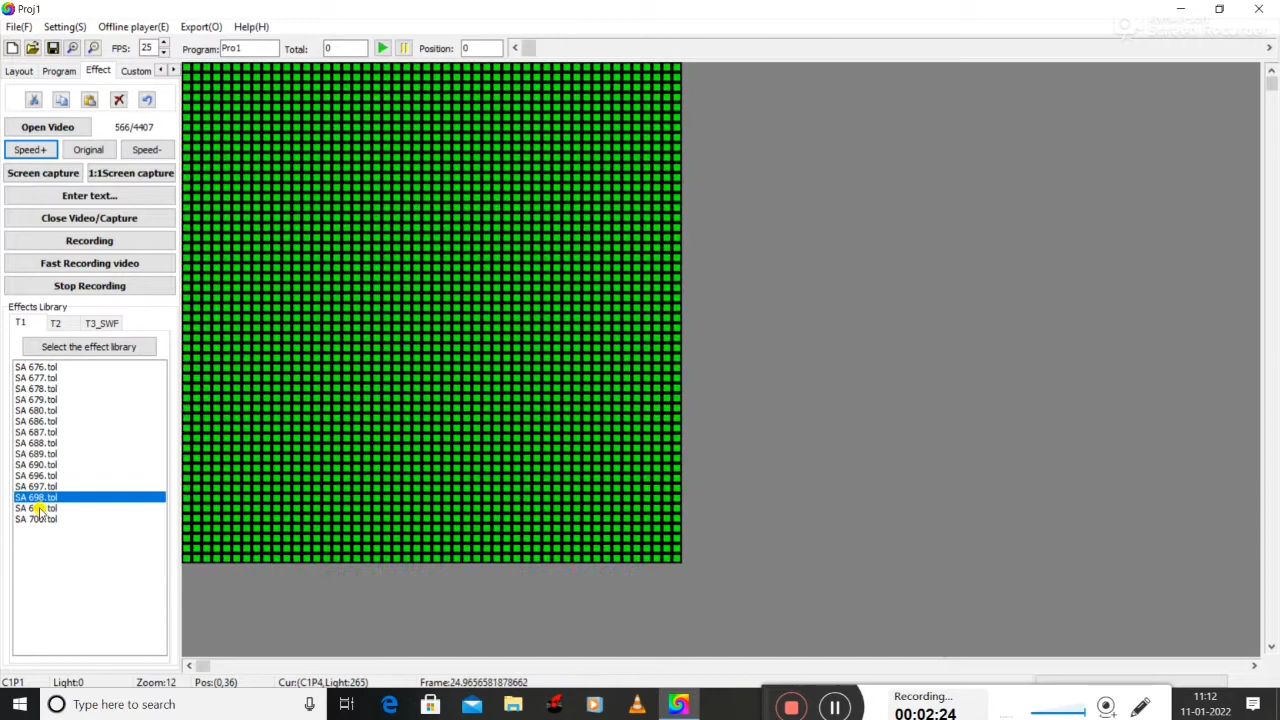 Proj1
File(F) Setting(S) Offline player(E) Export(O) Help(H)
FPS: 25 Program: Pro1 Total: 0 Position: 0
Layout Program Effect Custom
Open Video 566/4407
Speed+ Original Speed-
Screen capture 1:1Screen capture
Enter text...
Close Video/Capture
Recording
Fast Recording video
Stop Recording
Effects Library
T1 T2 T3_SWF
Select the effect library
SA 676.tol
SA 677.tol
SA 678.tol
SA 679.tol
SA 680.tol
SA 686.tol
SA 687.tol
SA 688.tol
SA 689.tol
SA 690.tol
SA 696.tol
SA 697.tol
SA 698.tol
SA
SA
C1P1 Light:0 Zoom:12 Pos(0,36) Cur:(C1P4,Light:265) Frame:24.9656581878662
Type here to search
Recording...
00:02:24
11:12
11-01-2022
Screen Recorder